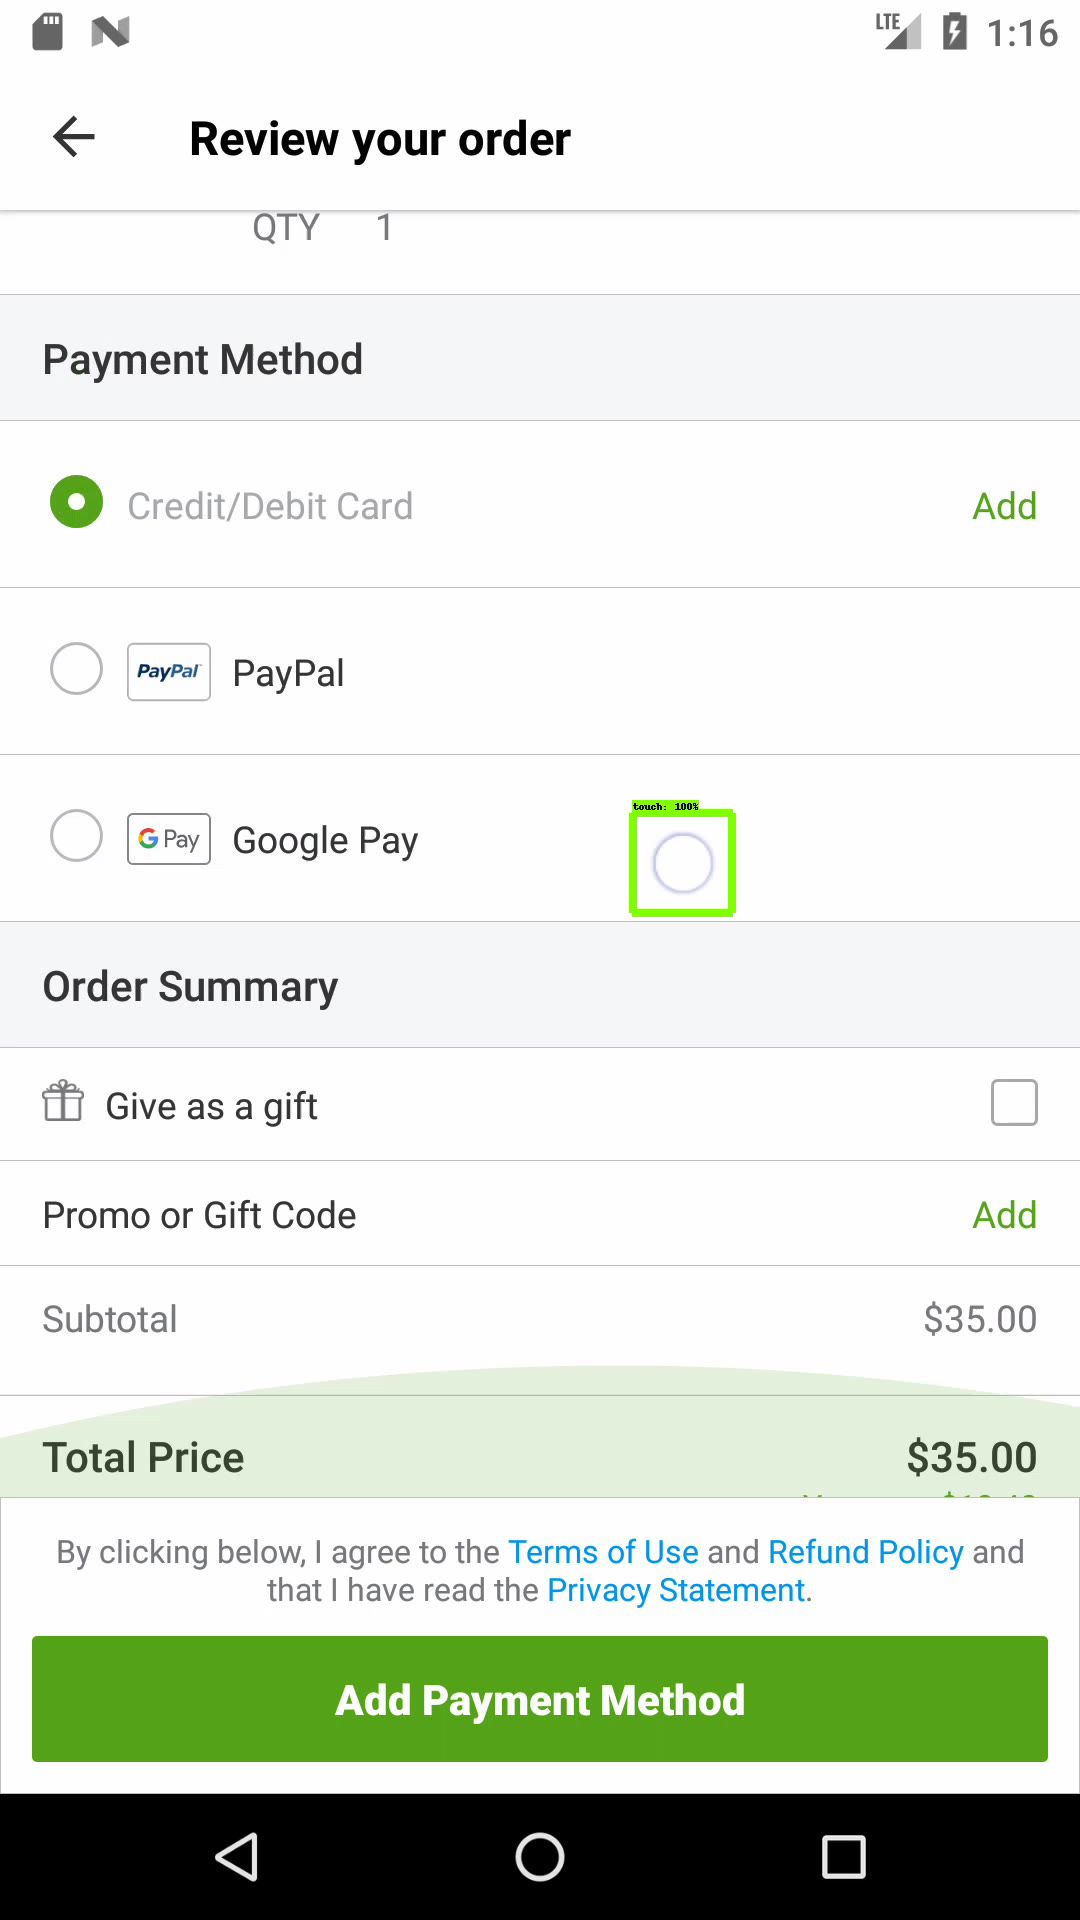 LTE 1:16
Review your order
QTY 1
Payment Method
Credit/Debit Card Add
PayPal PayPal
G Pay Google Pay
touch: 100%
Order Summary
Give as a gift
Promo or Gift Code Add
Subtotal $35.00
Total Price $35.00
By clicking below, I agree to the Terms of Use and Refund Policy and
that I have read the Privacy Statement.
Add Payment Method